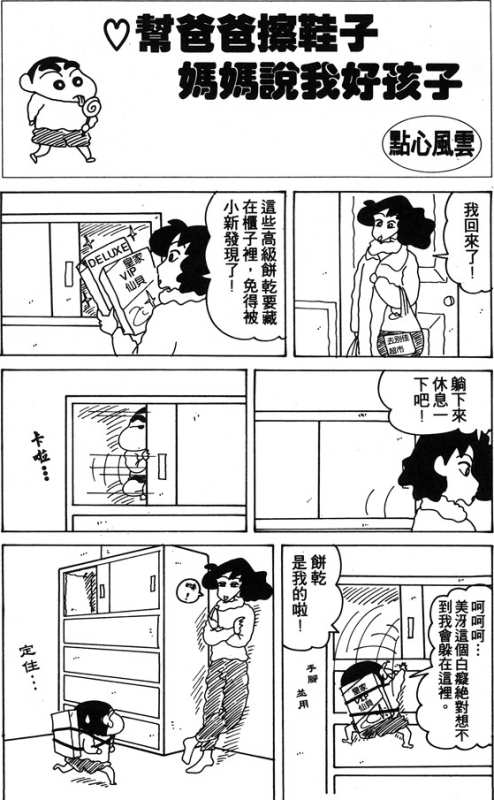 ♡幫爸爸擦鞋子
媽媽說我好孩子
點心風雲
我回來了！
去別佳
超市
這些高級餅乾要藏
在櫃子裡，免得被
小新發現了！
DELUXE
皇家
VIP
仙貝
躺下來
休息一
下吧！
卡啦…
呵呵呵…
美冴這個白癡絕對想不
到我會躲在這裡。
餅乾
是我的啦！
皇家
VIP
仙貝
手腳
並用
！
定住…